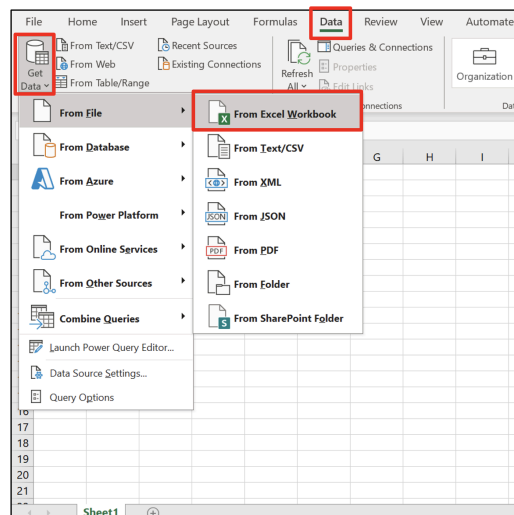 File Home Insert Page Layout Formulas Data Review View Automate
From Text/CSV Recent Sources Queries & Connections
From Web Existing Connections Properties
From Table/Range Edit Links
Get Data
Refresh All
Organization
From File
From Database
From Azure
From Power Platform
From Online Services
From Other Sources
Combine Queries
Launch Power Query Editor...
Data Source Settings...
Query Options
From Excel Workbook
From Text/CSV
XML
From XML
JSON
From JSON
PDF
From PDF
From Folder
From SharePoint Folder
G H I
17
18
19
20
21
Sheet1